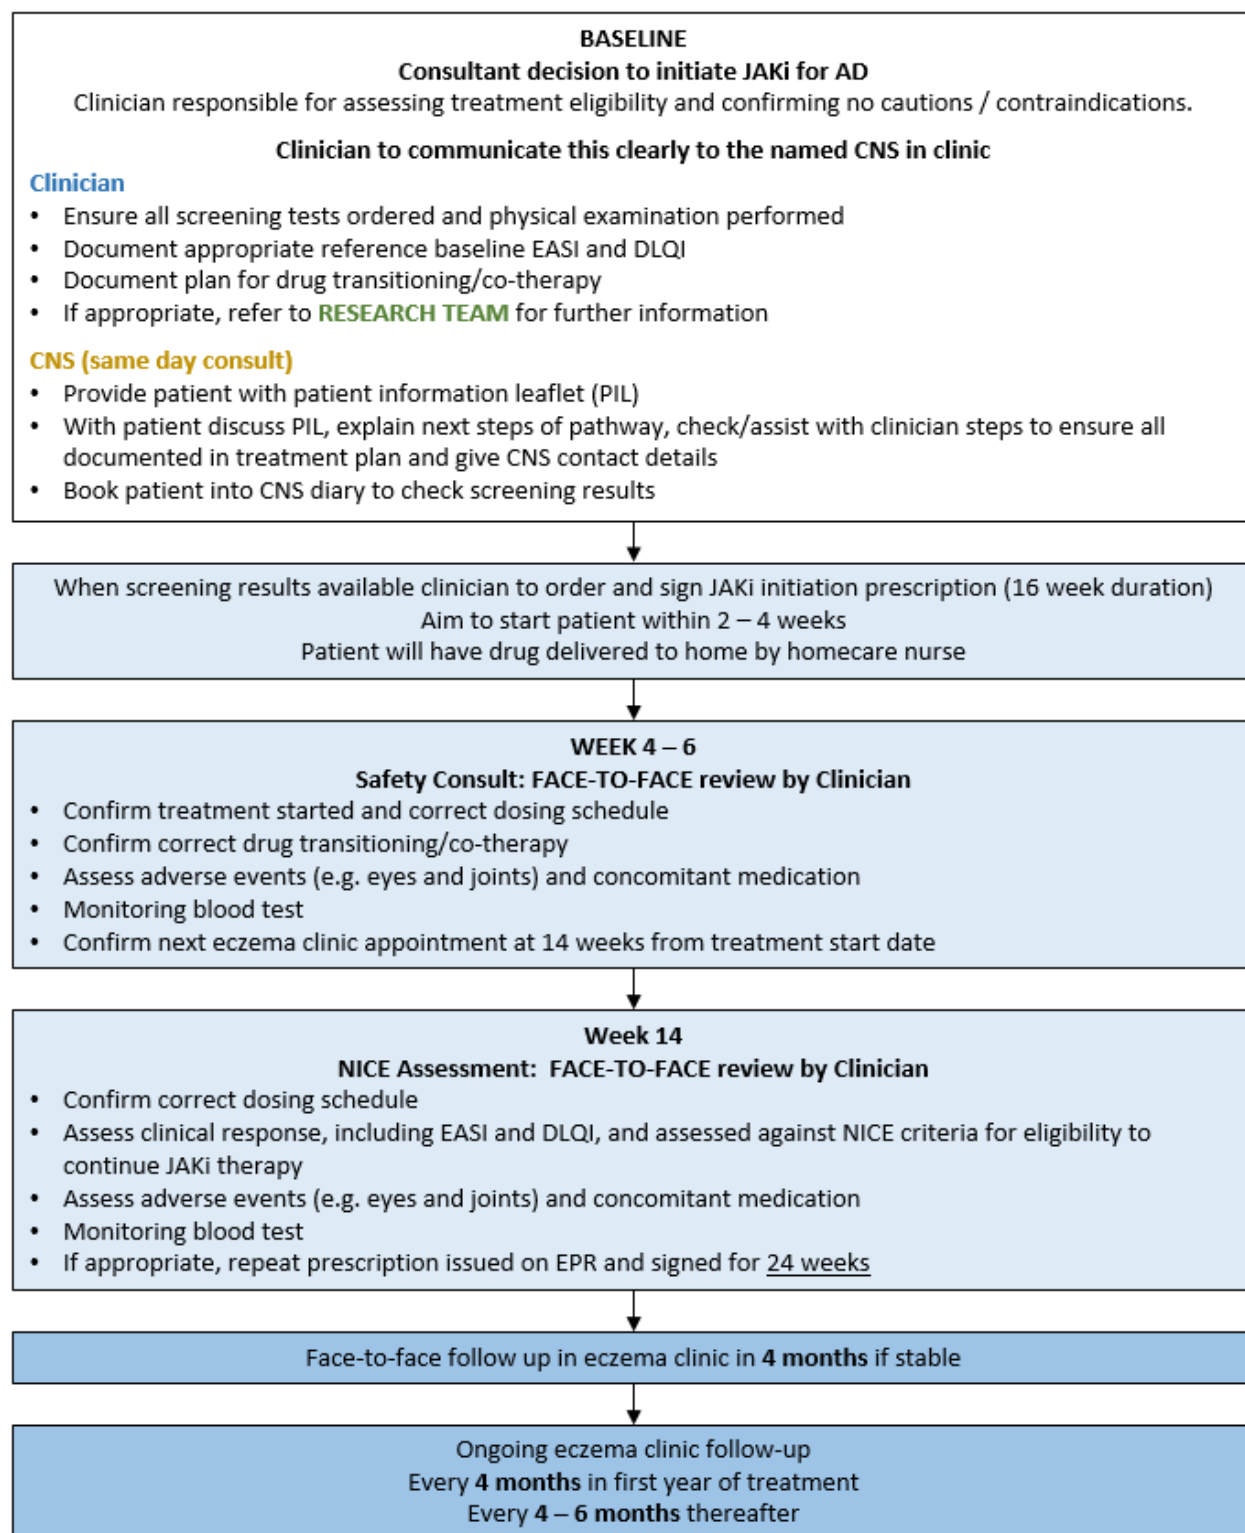 BASELINE
Consultant decision to initiate JAKi for AD
Clinician responsible for assessing treatment eligibility and confirming no cautions / contraindications.
Clinician to communicate this clearly to the named CNS in clinic
Clinician
• Ensure all screening tests ordered and physical examination performed
• Document appropriate reference baseline EASI and DLQI
• Document plan for drug transitioning/co-therapy
• If appropriate, refer to RESEARCH TEAM for further information
CNS (same day consult)
• Provide patient with patient information leaflet (PIL)
• With patient discuss PIL, explain next steps of pathway, check/assist with clinician steps to ensure all
documented in treatment plan and give CNS contact details
• Book patient into CNS diary to check screening results
When screening results available clinician to order and sign JAKi initiation prescription (16 week duration)
Aim to start patient within 2 – 4 weeks
Patient will have drug delivered to home by homecare nurse
WEEK 4 – 6
Safety Consult: FACE-TO-FACE review by Clinician
• Confirm treatment started and correct dosing schedule
• Confirm correct drug transitioning/co-therapy
• Assess adverse events (e.g. eyes and joints) and concomitant medication
• Monitoring blood test
• Confirm next eczema clinic appointment at 14 weeks from treatment start date
Week 14
NICE Assessment:  FACE-TO-FACE review by Clinician
• Confirm correct dosing schedule
• Assess clinical response, including EASI and DLQI, and assessed against NICE criteria for eligibility to
continue JAKi therapy
• Assess adverse events (e.g. eyes and joints) and concomitant medication
• Monitoring blood test
• If appropriate, repeat prescription issued on EPR and signed for 24 weeks
Face-to-face follow up in eczema clinic in 4 months if stable
Ongoing eczema clinic follow-up
Every 4 months in first year of treatment
Every 4 – 6 months thereafter